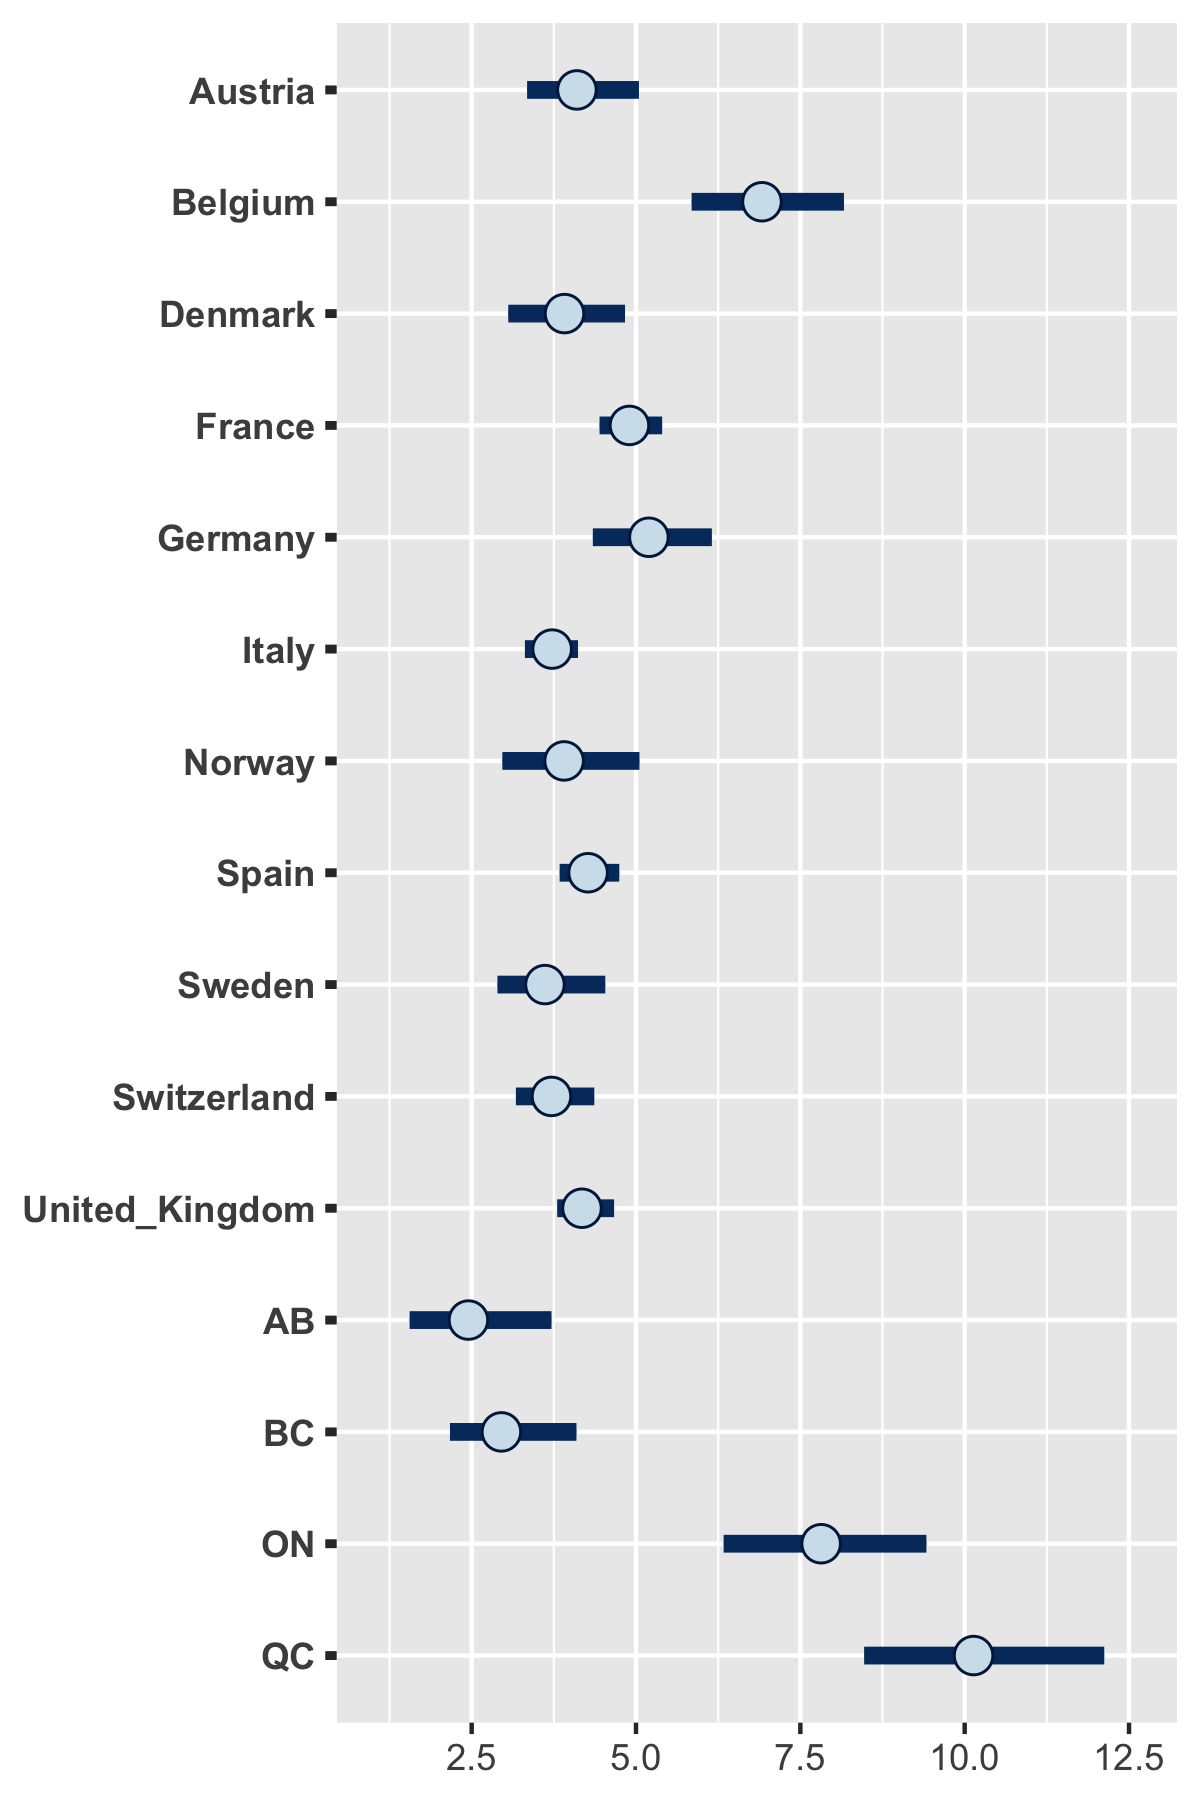 Austria
Belgium
Denmark
France
Germany
Italy
Norway
Spain
Sweden
Switzerland
United_Kingdom
AB
BC
ON
QC
2.5 5.0 7.5 10.0 12.5